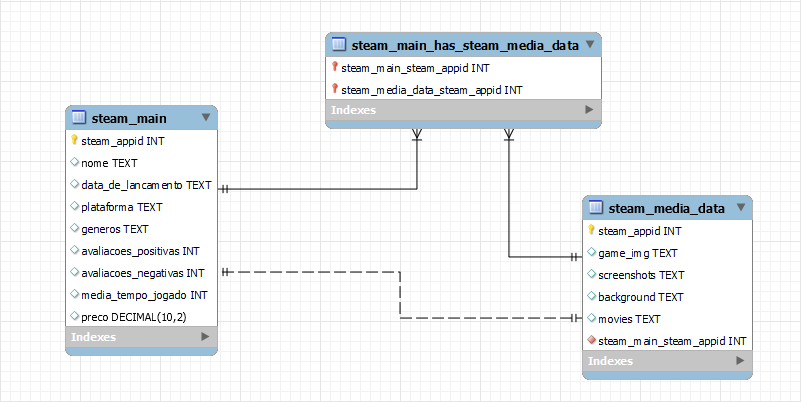 steam_main_has_steam_media_data
steam_main_steam_appid INT
steam_media_data_steam_appid INT
Indexes
steam_main
steam_appid INT
nome TEXT
data_de_lancamento TEXT
plataforma TEXT
generos TEXT
avaliacoes_positivas INT
avaliacoes_negativas INT
media_tempo_jogado INT
preco DECIMAL(10,2)
Indexes
steam_media_data
steam_appid INT
game_img TEXT
screenshots TEXT
background TEXT
movies TEXT
steam_main_steam_appid INT
Indexes